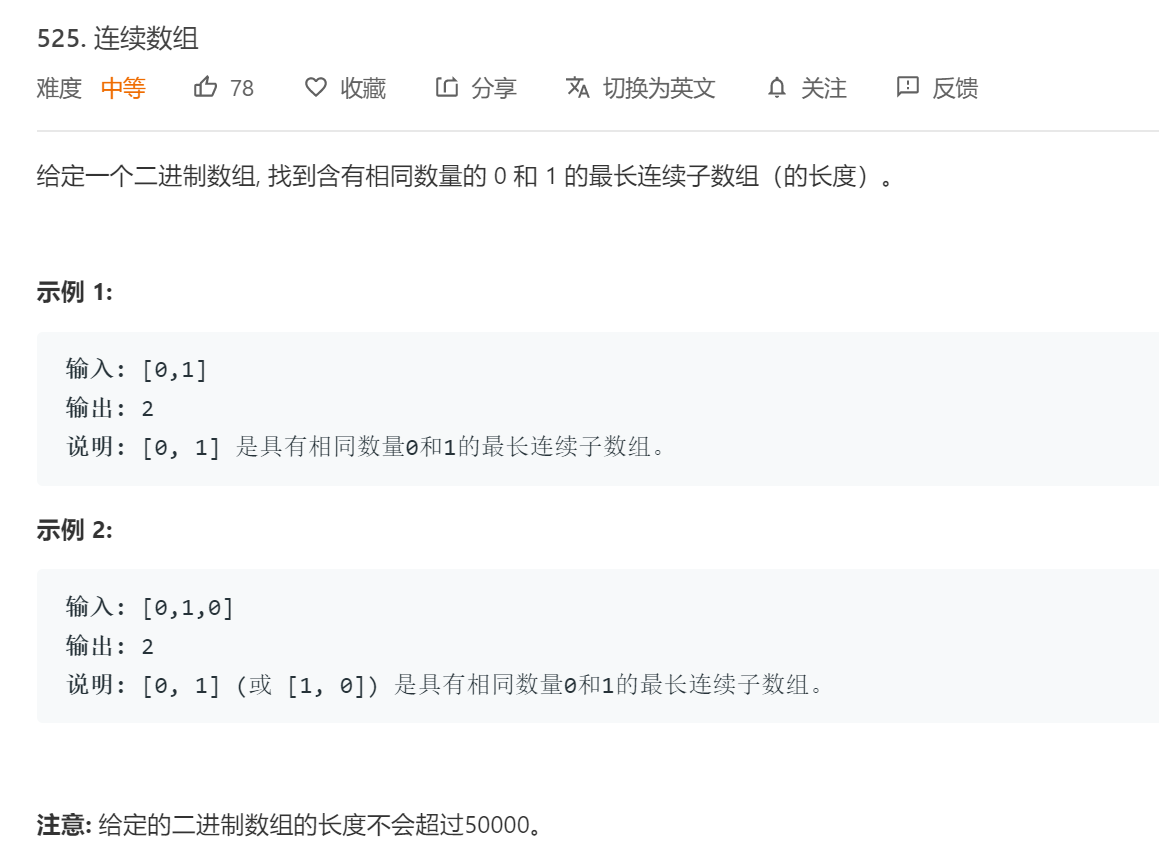 525. 连续数组
难度 中等 78 收藏 分享 切换为英文 关注 反馈
给定一个二进制数组, 找到含有相同数量的 0 和 1 的最长连续子数组（的长度）。
示例 1:
输入: [0,1]
输出: 2
说明: [0, 1] 是具有相同数量0和1的最长连续子数组。
示例 2:
输入: [0,1,0]
输出: 2
说明: [0, 1] (或 [1, 0]) 是具有相同数量0和1的最长连续子数组。
注意: 给定的二进制数组的长度不会超过50000。